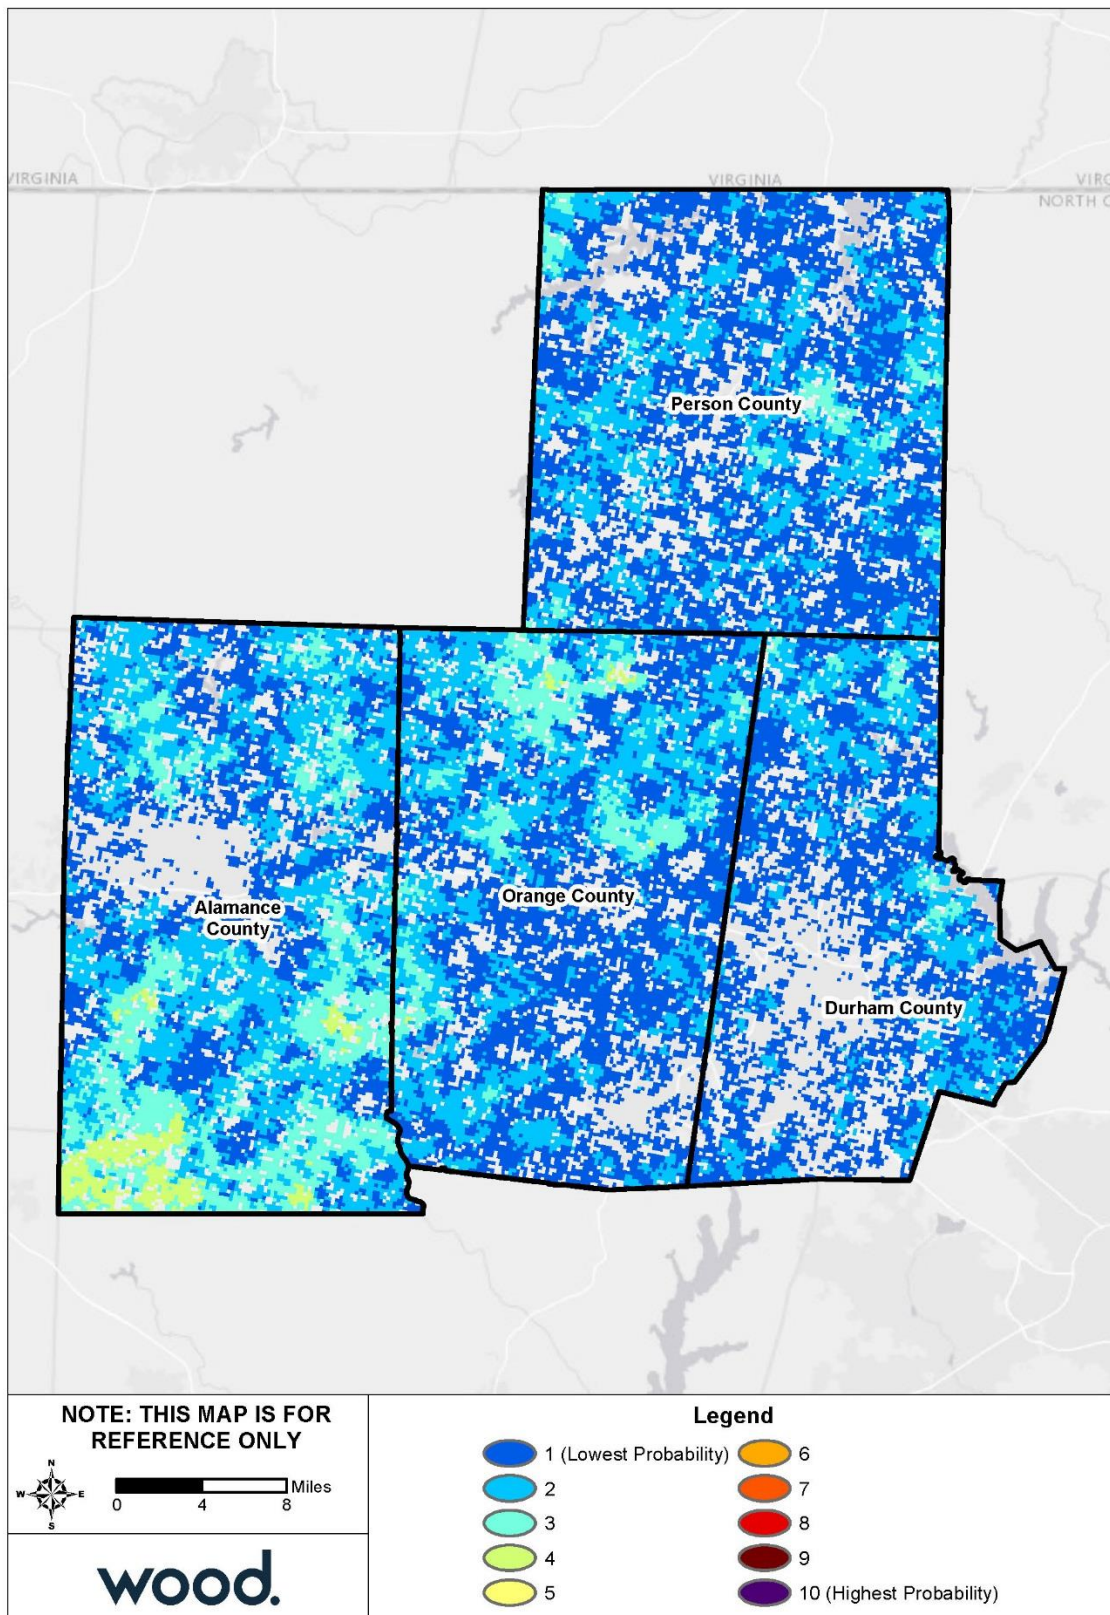 VIRGINIA
VIRGINIA
VIRG
NORTH C
Person County
Orange County
Alamance
County
Durham County
NOTE: THIS MAP IS FOR
REFERENCE ONLY
N
W
E
S
Miles
0
4
8
wood.
Legend
1 (Lowest Probability)
2
3
4
5
6
7
8
9
10 (Highest Probability)